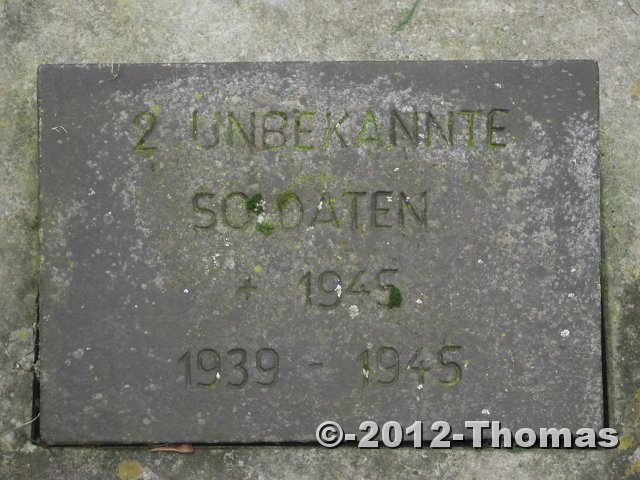 2 UNBEKANNTE
SOLDATEN
+ 1945
1939 - 1945
©-2012-Thomas